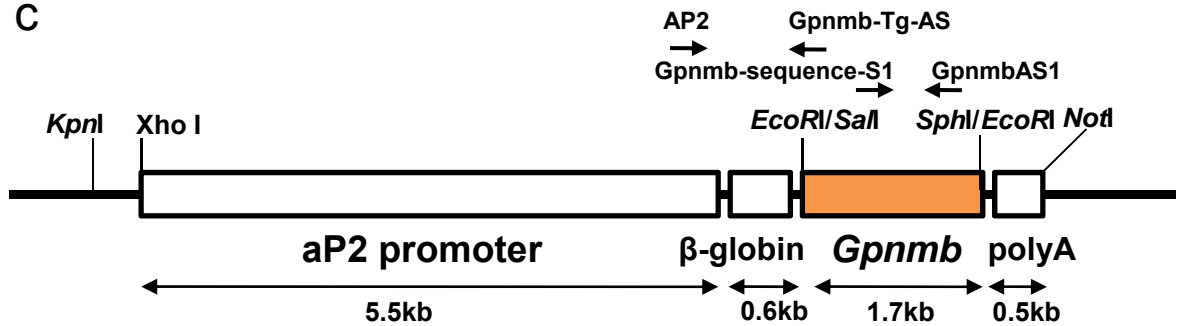 C
AP2 Gpnmb-Tg-AS
Gpnmb-sequence-S1 GpnmbAS1
KpnI Xho I EcoRI/SalI SphI/EcoRI NotI
aP2 promoter β-globin Gpnmb polyA
5.5kb 0.6kb 1.7kb 0.5kb